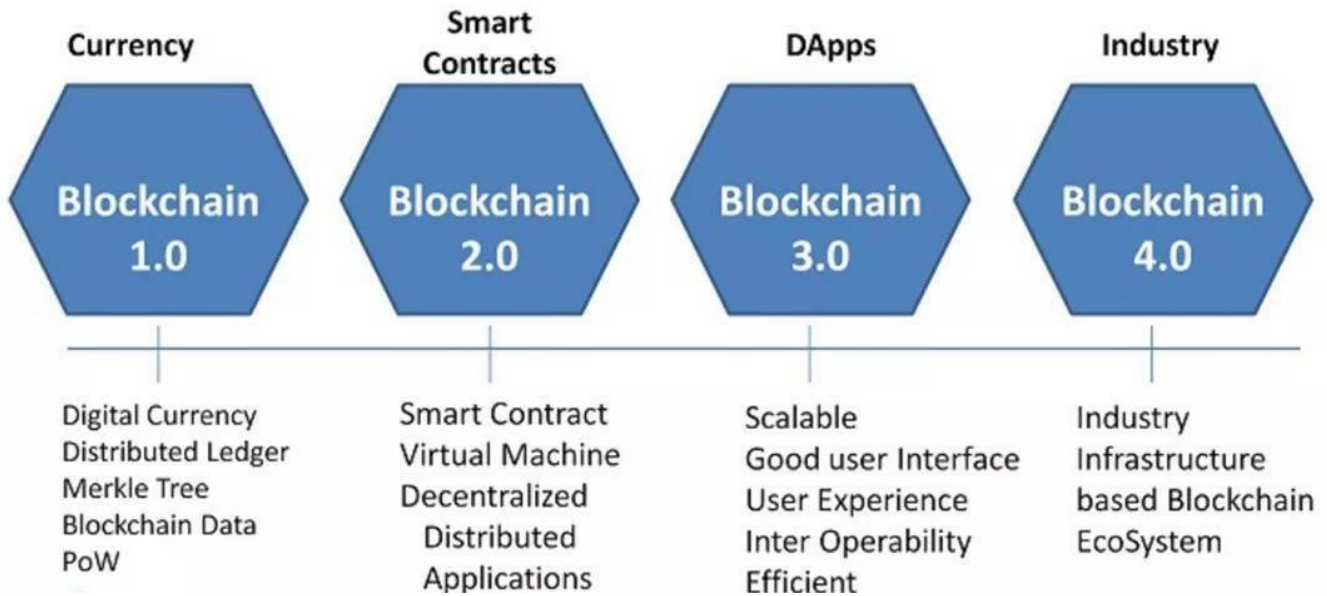 Currency
Smart
Contracts
DApps
Industry
Blockchain
1.0
Blockchain
2.0
Blockchain
3.0
Blockchain
4.0
Digital Currency
Distributed Ledger
Merkle Tree
Blockchain Data
PoW
Smart Contract
Virtual Machine
Decentralized
Distributed
Applications
Scalable
Good user Interface
User Experience
Inter Operability
Efficient
Industry
Infrastructure
based Blockchain
EcoSystem